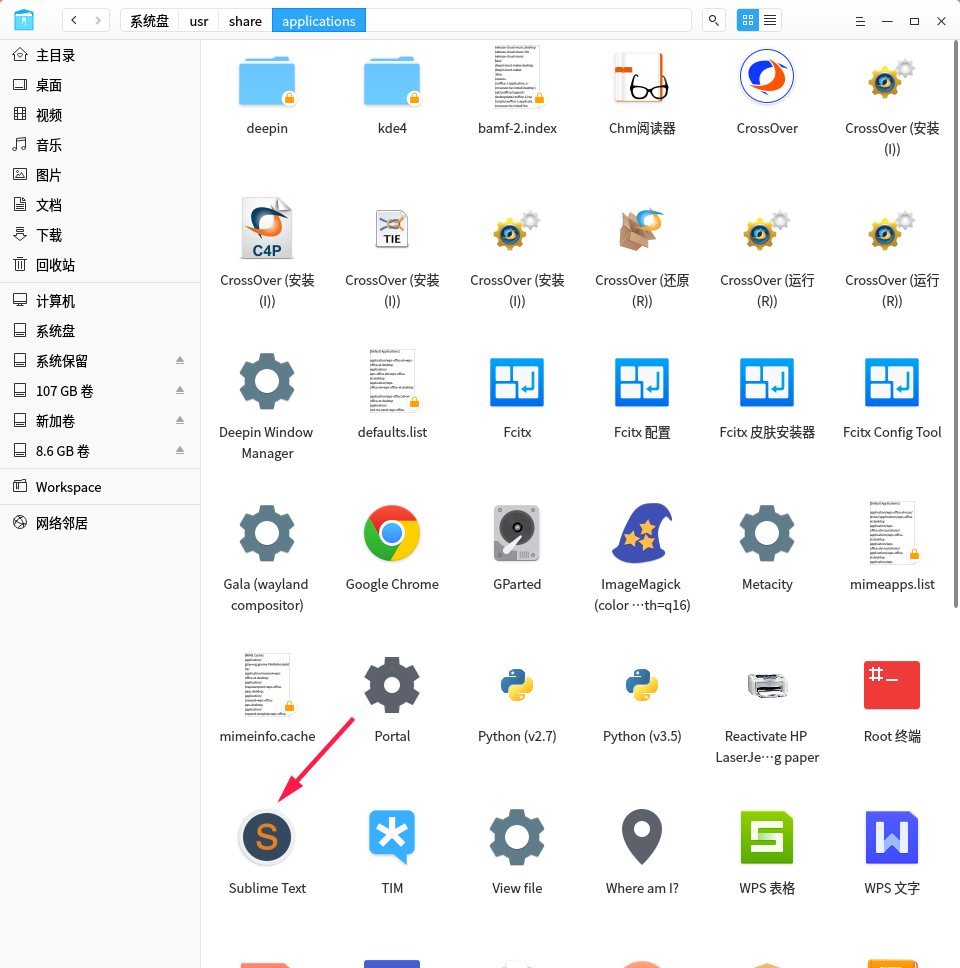 系统盘 usr share applications
主目录
桌面
视频
音乐
图片
文档
下载
回收站
计算机
系统盘
系统保留
107 GB 卷
新加卷
8.6 GB 卷
Workspace
网络邻居
deepin kde4 bamf-2.index Chm阅读器 CrossOver CrossOver (安装
(I))
C4P TIE
CrossOver (安装 CrossOver (安装 CrossOver (安装 CrossOver (还原 CrossOver (运行 CrossOver (运行
(I)) (I)) (I)) (R)) (R)) (R))
Deepin Window defaults.list Fcitx Fcitx 配置 Fcitx 皮肤安装器 Fcitx Config Tool
Manager
Gala (wayland Google Chrome GParted ImageMagick Metacity mimeapps.list
compositor) (color ···th=q16)
#_
mimeinfo.cache Portal Python (v2.7) Python (v3.5) Reactivate HP Root 终端
LaserJe···g paper
S S W
Sublime Text TIM View file Where am I? WPS 表格 WPS 文字